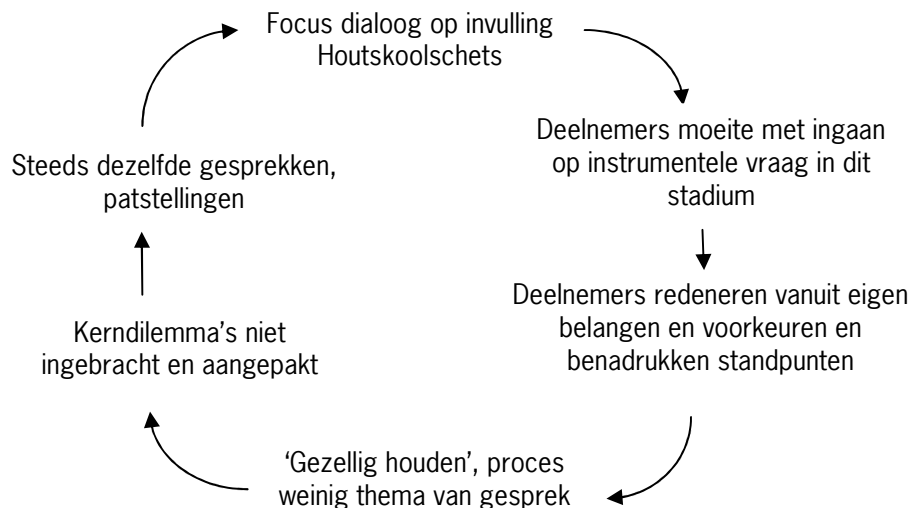 Focus dialoog op invulling
Houtskoolschets
Deelnemers moeite met ingaan
op instrumentele vraag in dit
stadium
Deelnemers redeneren vanuit eigen
belangen en voorkeuren en
benadrukken standpunten
‘Gezellig houden’, proces
weinig thema van gesprek
Kerndilemma’s niet
ingebracht en aangepakt
Steeds dezelfde gesprekken,
patstellingen